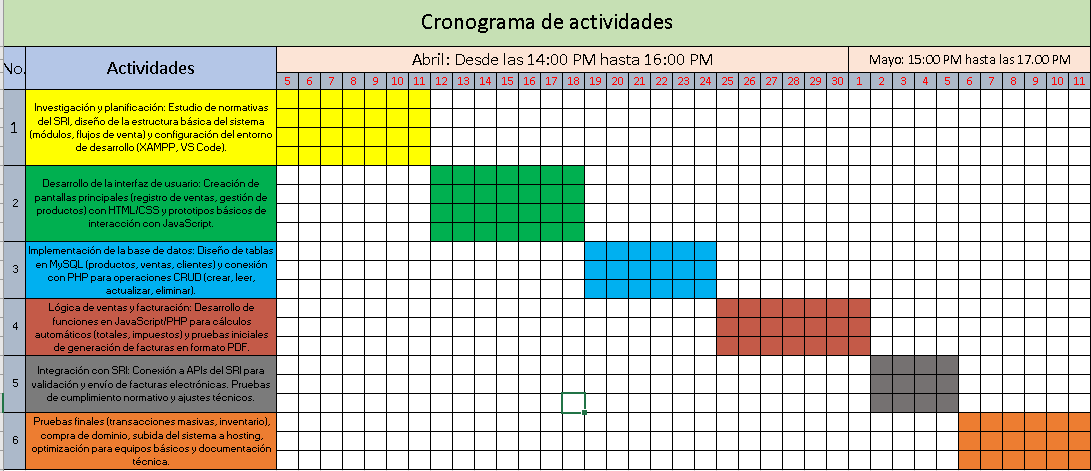 Cronograma de actividades
No. Actividades Abril: Desde las 14:00 PM hasta 16:00 PM Mayo: 15:00 PM hasta las 17.00 PM
5 6 7 8 9 10 11 12 13 14 15 16 17 18 19 20 21 22 23 24 25 26 27 28 29 30 1 2 3 4 5 6 7 8 9 10 11
1
Investigación y planificación: Estudio de normativas
del SRI, diseño de la estructura básica del sistema
(módulos, flujos de venta) y configuración del entorno
de desarrollo (XAMPP, VS Code).
2
Desarrollo de la interfaz de usuario: Creación de
pantallas principales (registro de ventas, gestión de
productos) con HTML/CSS y prototipos básicos de
interacción con JavaScript.
3
Implementación de la base de datos: Diseño de tablas
en MySQL (productos, ventas, clientes) y conexión
con PHP para operaciones CRUD (crear, leer,
actualizar, eliminar).
4
Lógica de ventas y facturación: Desarrollo de
funciones en JavaScript/PHP para cálculos
automáticos (totales, impuestos) y pruebas iniciales
de generación de facturas en formato PDF.
5
Integración con SRI: Conexión a APIs del SRI para
validación y envío de facturas electrónicas. Pruebas
de cumplimiento normativo y ajustes técnicos.
6
Pruebas finales (transacciones masivas, inventario),
compra de dominio, subida del sistema a hosting,
optimización para equipos básicos y documentación
técnica.